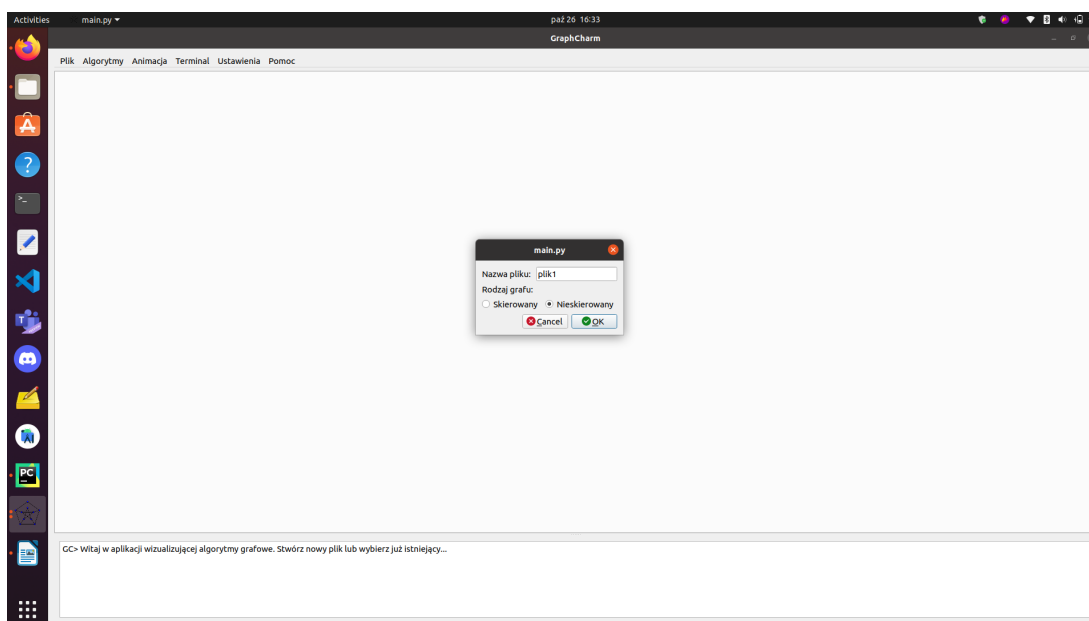 Activities main.py paź 26 16:33
GraphCharm
Plik Algorytmy Animacja Terminal Ustawienia Pomoc
main.py
Nazwa pliku: plik1
Rodzaj grafu:
Skierowany Nieskierowany
Cancel OK
GC> Witaj w aplikacji wizualizującej algorytmy grafowe. Stwórz nowy plik lub wybierz już istniejący...